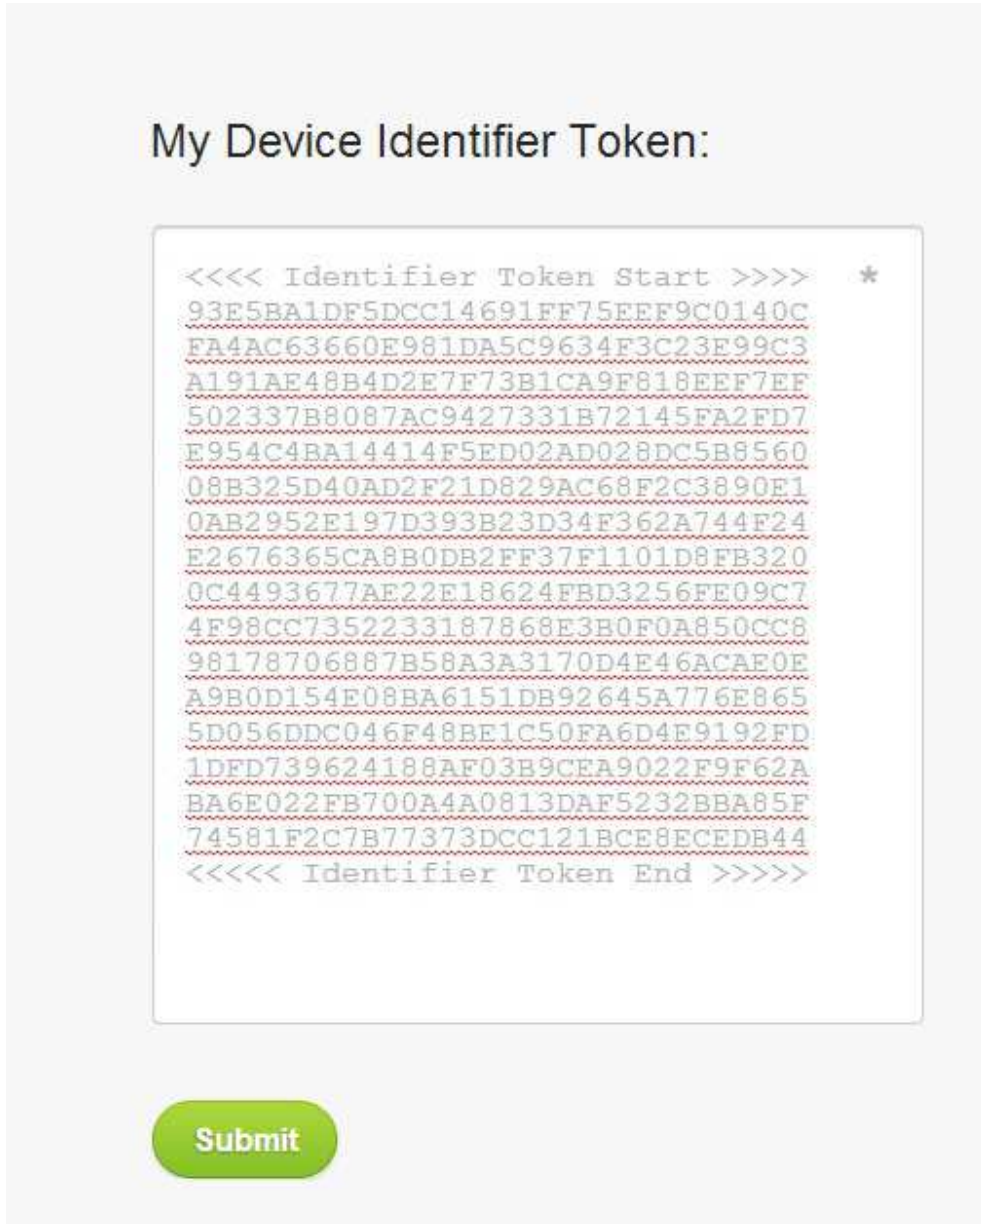 My Device Identifier Token:
<<<< Identifier Token Start >>>> *
93E5BA1DF5DCC14691FF75EEF9C0140C
FA4AC63660E981DA5C9634F3C23E99C3
A191AE48B4D2E7F73B1CA9F818EEF7EF
502337B8087AC9427331B72145FA2FD7
E954C4BA14414F5ED02AD028DC5B8560
08B325D40AD2F21D829AC68F2C3890E1
0AB2952E197D393B23D34F362A744F24
E2676365CA8B0DB2FF37F1101D8FB320
0C4493677AE22E18624FBD3256FE09C7
4F98CC7352233187868E3B0F0A850CC8
98178706887B58A3A3170D4E46ACAE0E
A9B0D154E08BA6151DB92645A776E865
5D056DDC046F48BE1C50FA6D4E9192FD
1DFD739624188AF03B9CEA9022F9F62A
BA6E022FB700A4A0813DAF5232BBA85F
74581F2C7B77373DCC121BCE8ECEDB44
<<<<< Identifier Token End >>>>>
Submit